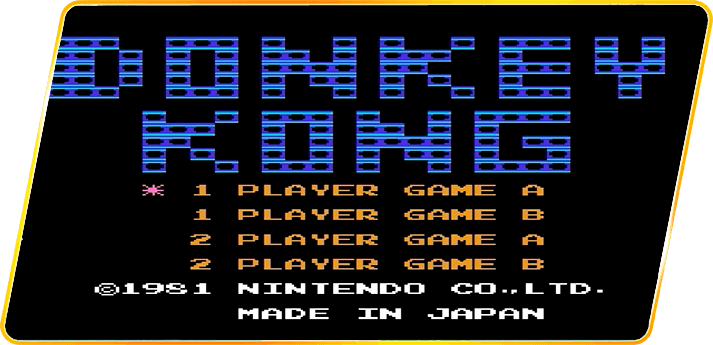 DONKEY
KONG
* 1 PLAYER GAME A
1 PLAYER GAME B
2 PLAYER GAME A
2 PLAYER GAME B
©1981 NINTENDO CO.,LTD.
MADE IN JAPAN